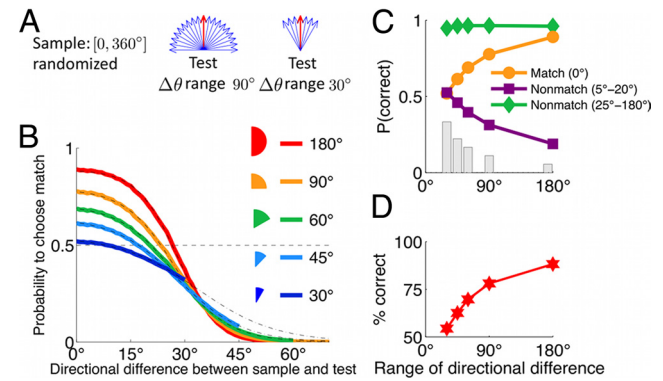 A
Sample: [0, 360°]
randomized
Test
Δθ range 90°
Test
Δθ range 30°
B
Probability to choose match
1
0.5
0
0°
15°
30°
45°
60°
Directional difference between sample and test
180°
90°
60°
45°
30°
C
P(correct)
1
0.5
0
0°
90°
180°
Match (0°)
Nonmatch (5°–20°)
Nonmatch (25°–180°)
D
% correct
100
75
50
0°
90°
180°
Range of directional difference